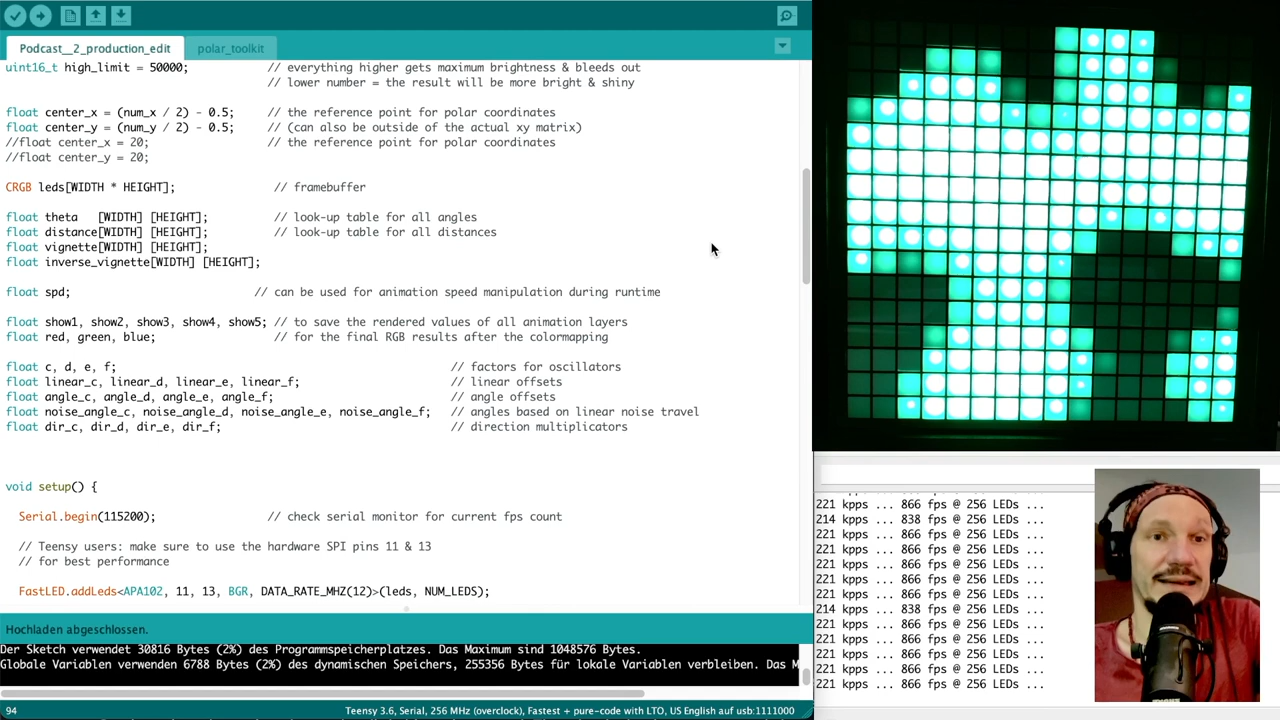 Podcast__2_production_edit
polar_toolkit
uint16_t high_limit = 50000; // everything higher gets maximum brightness & bleeds out
// lower number = the result will be more bright & shiny
float center_x = (num_x / 2) - 0.5; // the reference point for polar coordinates
float center_y = (num_y / 2) - 0.5; // (can also be outside of the actual xy matrix)
//float center_x = 20; // the reference point for polar coordinates
//float center_y = 20;
CRGB leds[WIDTH * HEIGHT]; // framebuffer
float theta [WIDTH] [HEIGHT]; // look-up table for all angles
float distance[WIDTH] [HEIGHT]; // look-up table for all distances
float vignette[WIDTH] [HEIGHT];
float inverse_vignette[WIDTH] [HEIGHT];
float spd; // can be used for animation speed manipulation during runtime
float show1, show2, show3, show4, show5; // to save the rendered values of all animation layers
float red, green, blue; // for the final RGB results after the colormapping
float c, d, e, f; // factors for oscillators
float linear_c, linear_d, linear_e, linear_f; // linear offsets
float angle_c, angle_d, angle_e, angle_f; // angle offsets
float noise_angle_c, noise_angle_d, noise_angle_e, noise_angle_f; // angles based on linear noise travel
float dir_c, dir_d, dir_e, dir_f; // direction multiplicators
void setup() {
Serial.begin(115200); // check serial monitor for current fps count
// Teensy users: make sure to use the hardware SPI pins 11 & 13
// for best performance
FastLED.addLeds<APA102, 11, 13, BGR, DATA_RATE_MHZ(12)>(leds, NUM_LEDS);
Hochladen abgeschlossen.
Der Sketch verwendet 30816 Bytes (2%) des Programmspeicherplatzes. Das Maximum sind 1048576 Bytes.
Globale Variablen verwenden 6788 Bytes (2%) des dynamischen Speichers, 255356 Bytes für lokale Variablen verbleiben. Das M
94
Teensy 3.6, Serial, 256 MHz (overclock), Fastest + pure-code with LTO, US English auf usb:1111000
221 kpps ... 866 fps @ 256 LEDs ...
214 kpps ... 838 fps @ 256 LEDs ...
221 kpps ... 866 fps @ 256 LEDs ...
221 kpps ... 866 fps @ 256 LEDs ...
221 kpps ... 866 fps @ 256 LEDs ...
221 kpps ... 866 fps @ 256 LEDs ...
221 kpps ... 866 fps @ 256 LEDs ...
214 kpps ... 838 fps @ 256 LEDs ...
221 kpps ... 866 fps @ 256 LEDs ...
221 kpps ... 866 fps @ 256 LEDs ...
221 kpps ... 866 fps @ 256 LEDs ...
221 kpps ... 866 fps @ 256 LEDs ...
221 kpps ... 866 fps @ 256 LEDs ...